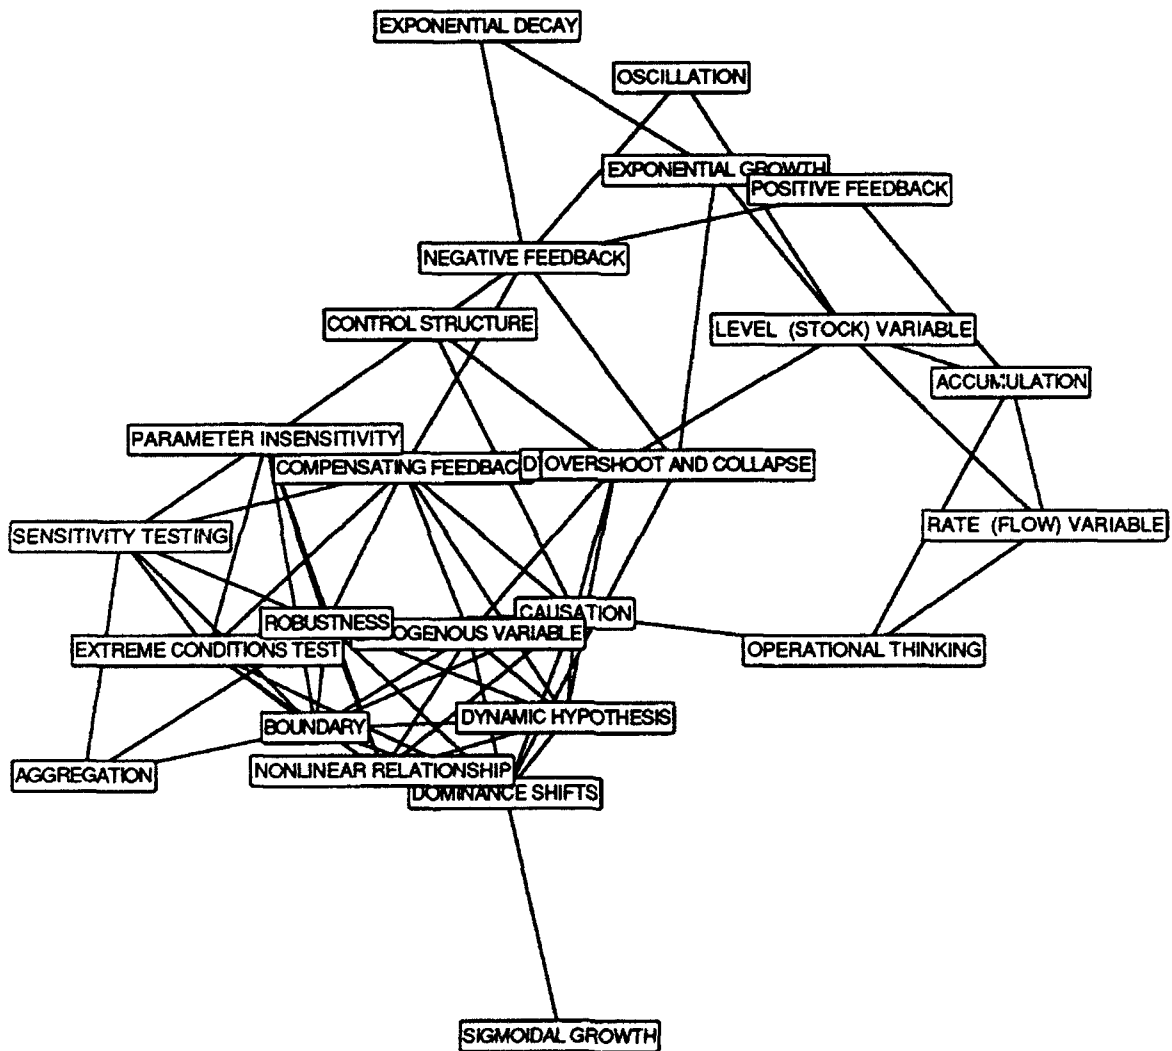 EXPONENTIAL DECAY
OSCILLATION
EXPONENTIAL GROWTH
POSITIVE FEEDBACK
NEGATIVE FEEDBACK
CONTROL STRUCTURE
LEVEL (STOCK) VARIABLE
ACCUMULATION
PARAMETER INSENSITIVITY
COMPENSATING FEEDBACK
D
OVERSHOOT AND COLLAPSE
SENSITIVITY TESTING
RATE (FLOW) VARIABLE
CAUSATION
ROBUSTNESS
OGENOUS VARIABLE
EXTREME CONDITIONS TEST
OPERATIONAL THINKING
DYNAMIC HYPOTHESIS
BOUNDARY
NONLINEAR RELATIONSHIP
AGGREGATION
DOMINANCE SHIFTS
SIGMOIDAL GROWTH